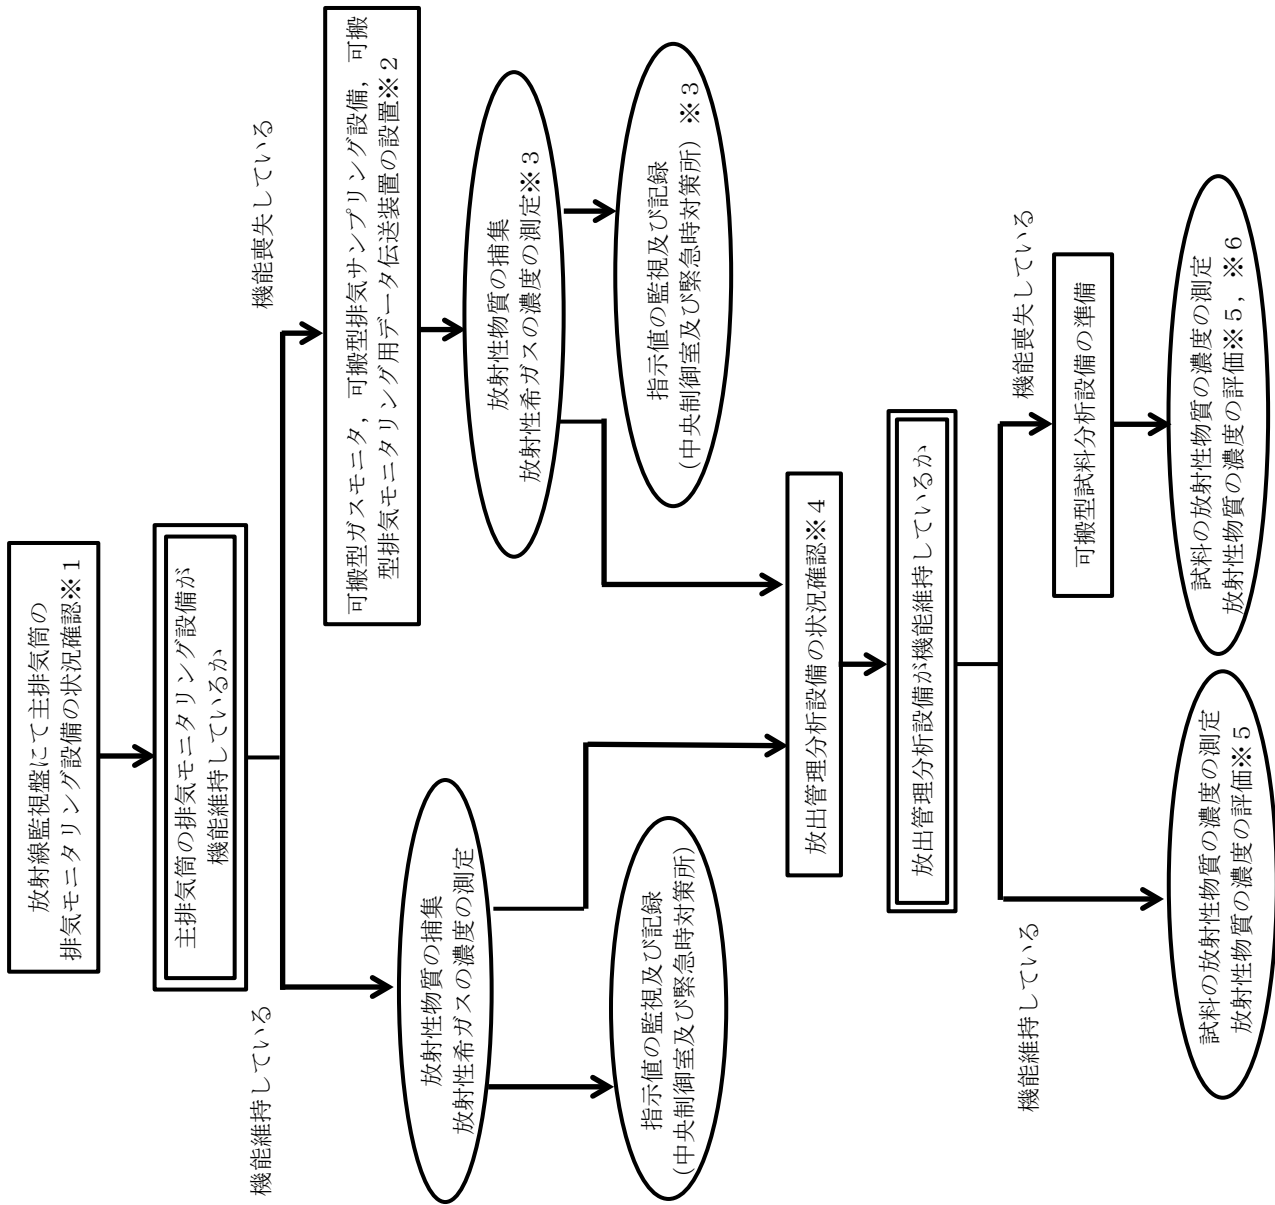 放射線監視盤にて主排気筒の
排気モニタリング設備の状況確認※1
主排気筒の排気モニタリング設備が
機能維持しているか
機能維持している
機能喪失している
可搬型ガスモニタ，可搬型排気サンプリング設備，可搬
型排気モニタリング用データ伝送装置の設置※2
放射性物質の捕集
放射性希ガスの濃度の測定
放射性物質の捕集
放射性希ガスの濃度の測定※3
指示値の監視及び記録
(中央制御室及び緊急時対策所)
指示値の監視及び記録
(中央制御室及び緊急時対策所) ※3
放出管理分析設備の状況確認※4
放出管理分析設備が機能維持しているか
機能維持している
機能喪失している
可搬型試料分析設備の準備
試料の放射性物質の濃度の測定
放射性物質の濃度の評価※5
試料の放射性物質の濃度の測定
放射性物質の濃度の評価※5，※6